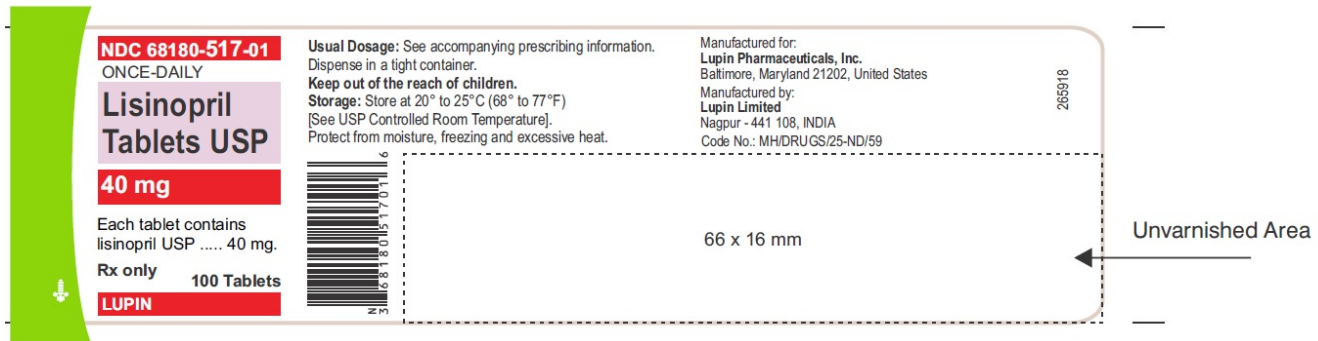 NDC 68180-517-01
ONCE-DAILY
Lisinopril
Tablets USP
40 mg
Each tablet contains
lisinopril USP ..... 40 mg.
Rx only
100 Tablets
LUPIN
Usual Dosage: See accompanying prescribing information.
Dispense in a tight container.
Keep out of the reach of children.
Storage: Store at 20° to 25°C (68° to 77°F)
[See USP Controlled Room Temperature].
Protect from moisture, freezing and excessive heat.
N
3 68180 51701 6
Manufactured for:
Lupin Pharmaceuticals, Inc.
Baltimore, Maryland 21202, United States
Manufactured by:
Lupin Limited
Nagpur - 441 108, INDIA
Code No.: MH/DRUGS/25-ND/59
265918
66 x 16 mm
Unvarnished Area